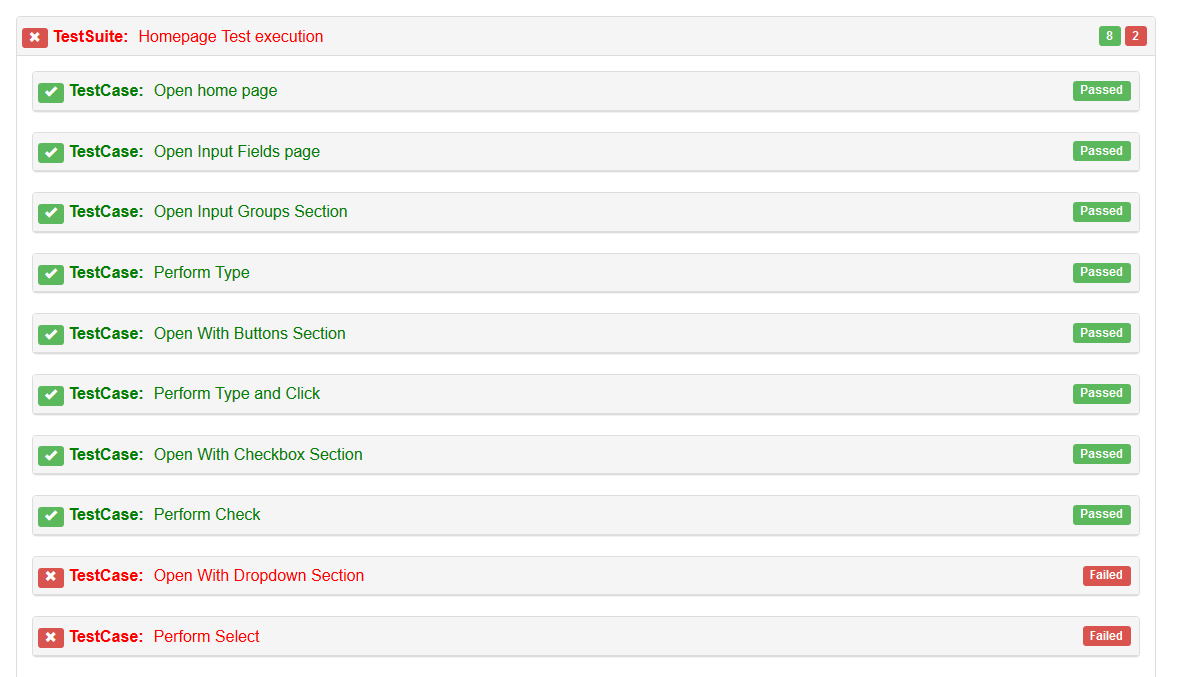 TestSuite: Homepage Test execution 8 2
TestCase: Open home page Passed
TestCase: Open Input Fields page Passed
TestCase: Open Input Groups Section Passed
TestCase: Perform Type Passed
TestCase: Open With Buttons Section Passed
TestCase: Perform Type and Click Passed
TestCase: Open With Checkbox Section Passed
TestCase: Perform Check Passed
TestCase: Open With Dropdown Section Failed
TestCase: Perform Select Failed